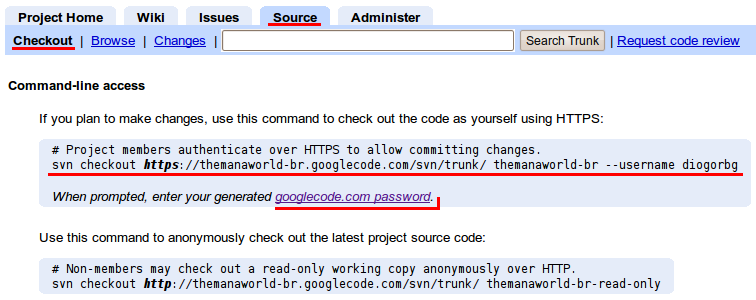 Project Home Wiki Issues Source Administer
Checkout | Browse | Changes | Search Trunk | Request code review
Command-line access
If you plan to make changes, use this command to check out the code as yourself using HTTPS:
# Project members authenticate over HTTPS to allow committing changes.
svn checkout https://themanaworld-br.googlecode.com/svn/trunk/ themanaworld-br --username diogorbg
When prompted, enter your generated googlecode.com password.
Use this command to anonymously check out the latest project source code:
# Non-members may check out a read-only working copy anonymously over HTTP.
svn checkout http://themanaworld-br.googlecode.com/svn/trunk/ themanaworld-br-read-only